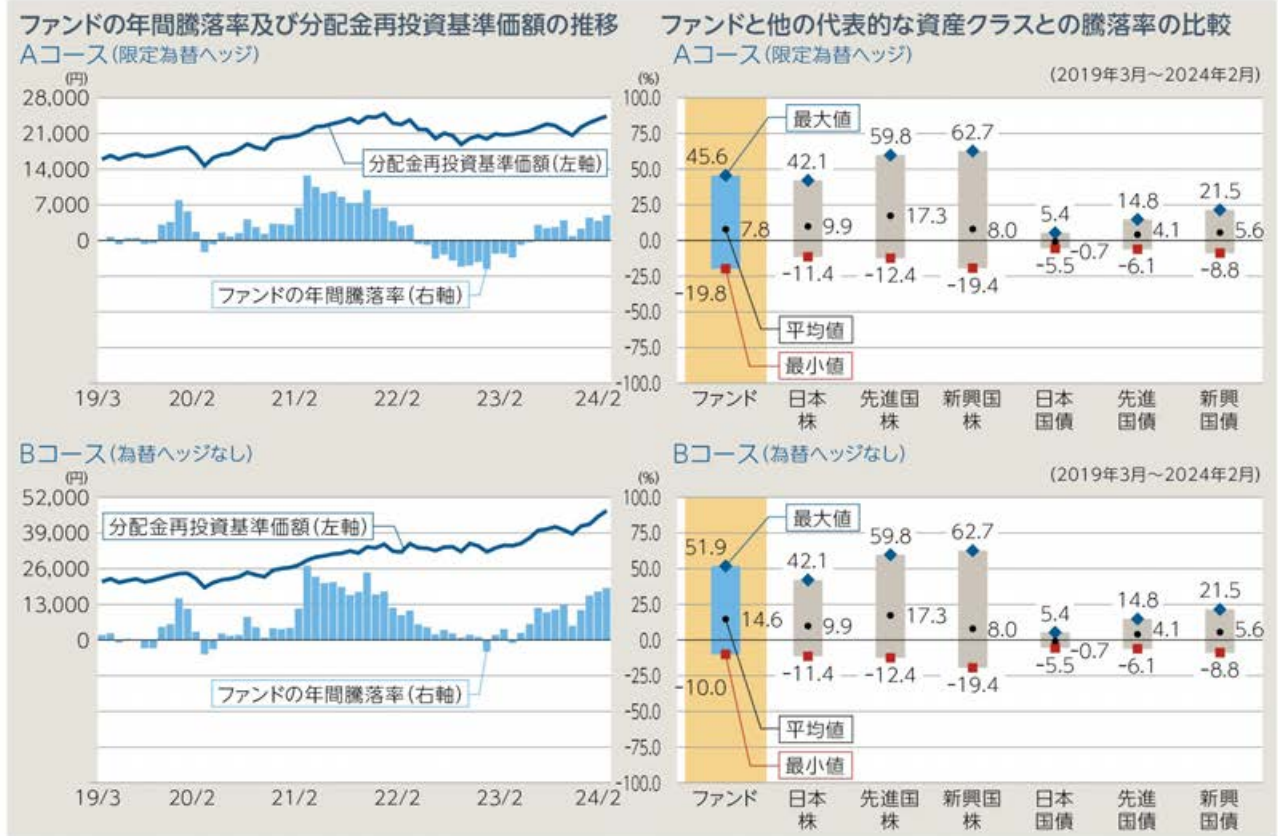 ファンドの年間騰落率及び分配金再投資基準価額の推移
Aコース(限定為替ヘッジ)
(円)
(%)
28,000
21,000
14,000
7,000
0
100.0
75.0
50.0
25.0
0.0
-25.0
-50.0
-75.0
-100.0
分配金再投資基準価額(左軸)
ファンドの年間騰落率(右軸)
19/3 20/2 21/2 22/2 23/2 24/2
ファンドと他の代表的な資産クラスとの騰落率の比較
Aコース(限定為替ヘッジ)
(2019年3月~2024年2月)
最大値
45.6 42.1 59.8 62.7 5.4 14.8 21.5
7.8 9.9 17.3 8.0 -0.7 4.1 5.6
-19.8 -11.4 -12.4 -19.4 -5.5 -6.1 -8.8
平均値
最小値
ファンド 日本株 先進国株 新興国株 日本国債 先進国債 新興国債
Bコース(為替ヘッジなし)
(円)
(%)
52,000
39,000
26,000
13,000
0
100.0
75.0
50.0
25.0
0.0
-25.0
-50.0
-75.0
-100.0
分配金再投資基準価額(左軸)
ファンドの年間騰落率(右軸)
19/3 20/2 21/2 22/2 23/2 24/2
Bコース(為替ヘッジなし)
(2019年3月~2024年2月)
最大値
51.9 42.1 59.8 62.7 5.4 14.8 21.5
14.6 9.9 17.3 8.0 -0.7 4.1 5.6
-10.0 -11.4 -12.4 -19.4 -5.5 -6.1 -8.8
平均値
最小値
ファンド 日本株 先進国株 新興国株 日本国債 先進国債 新興国債